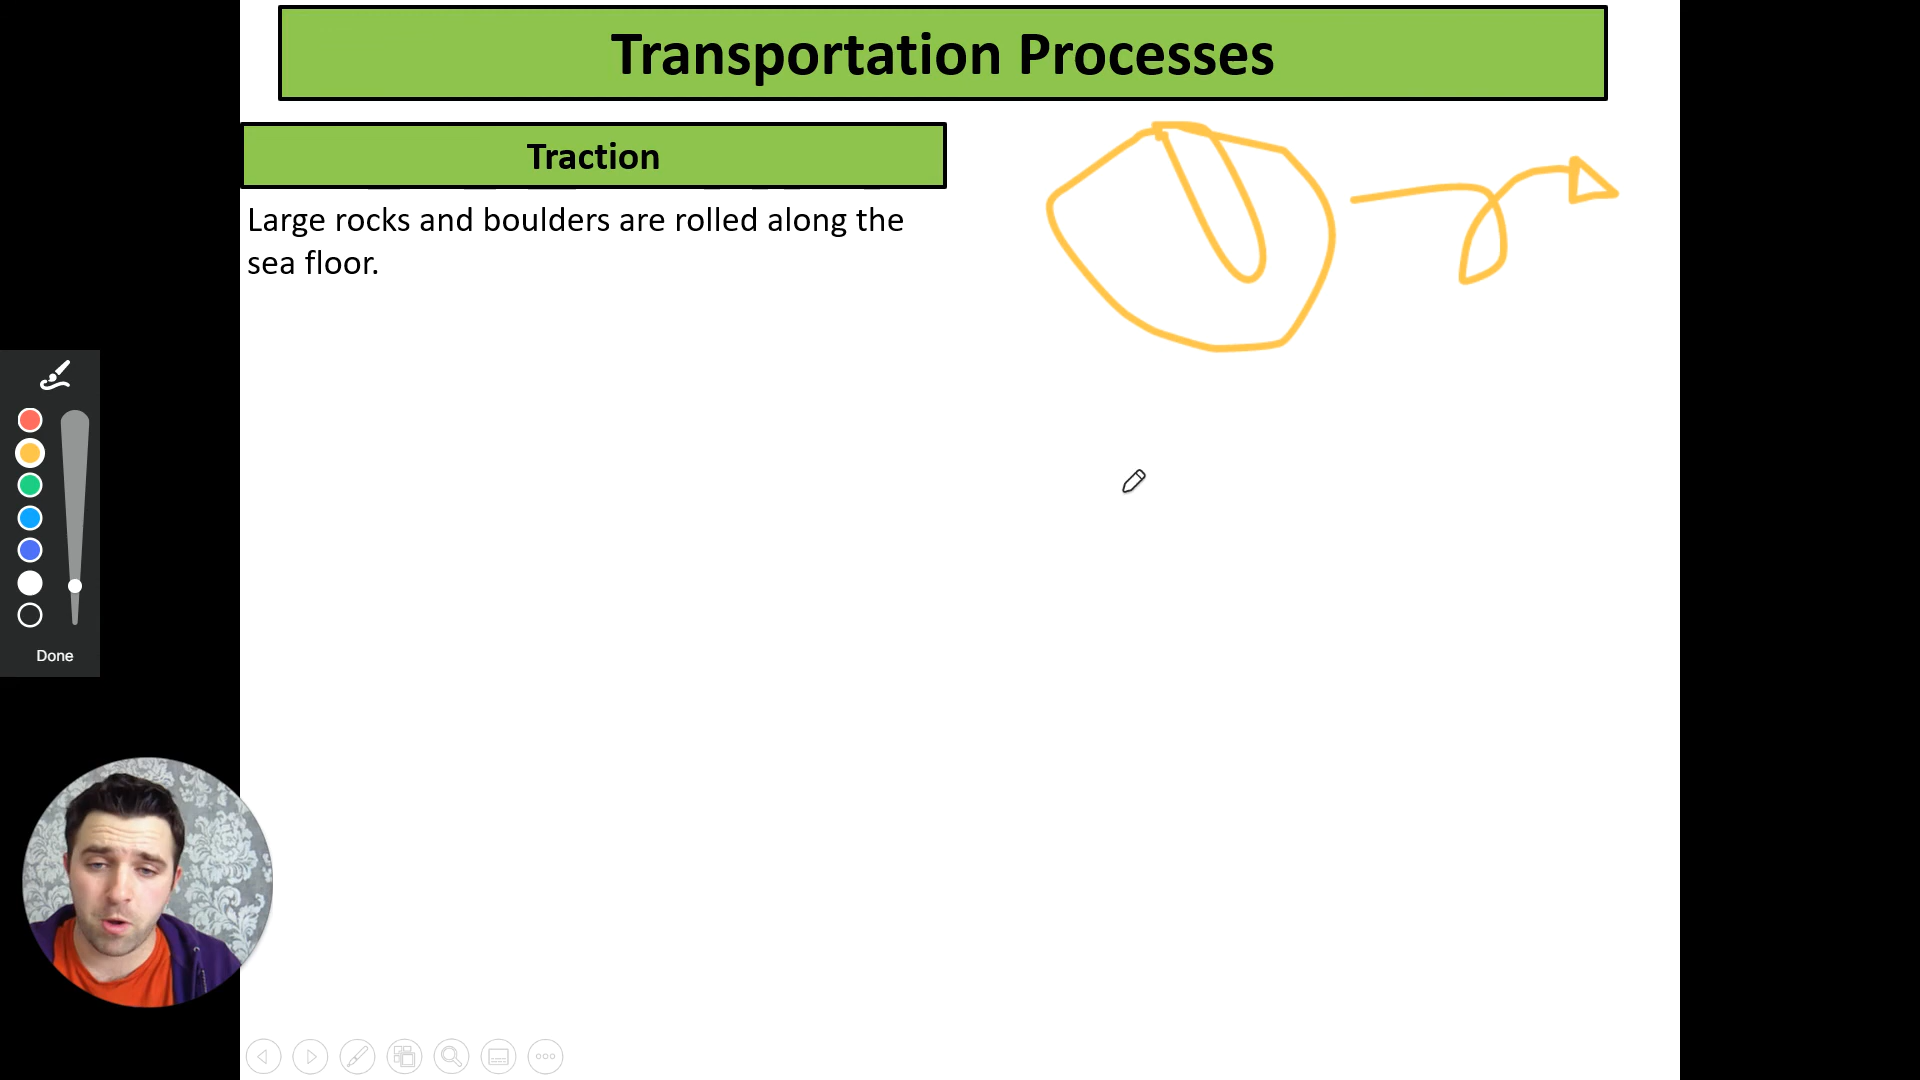 Transportation Processes
Traction
Large rocks and boulders are rolled along the
sea floor.
Done